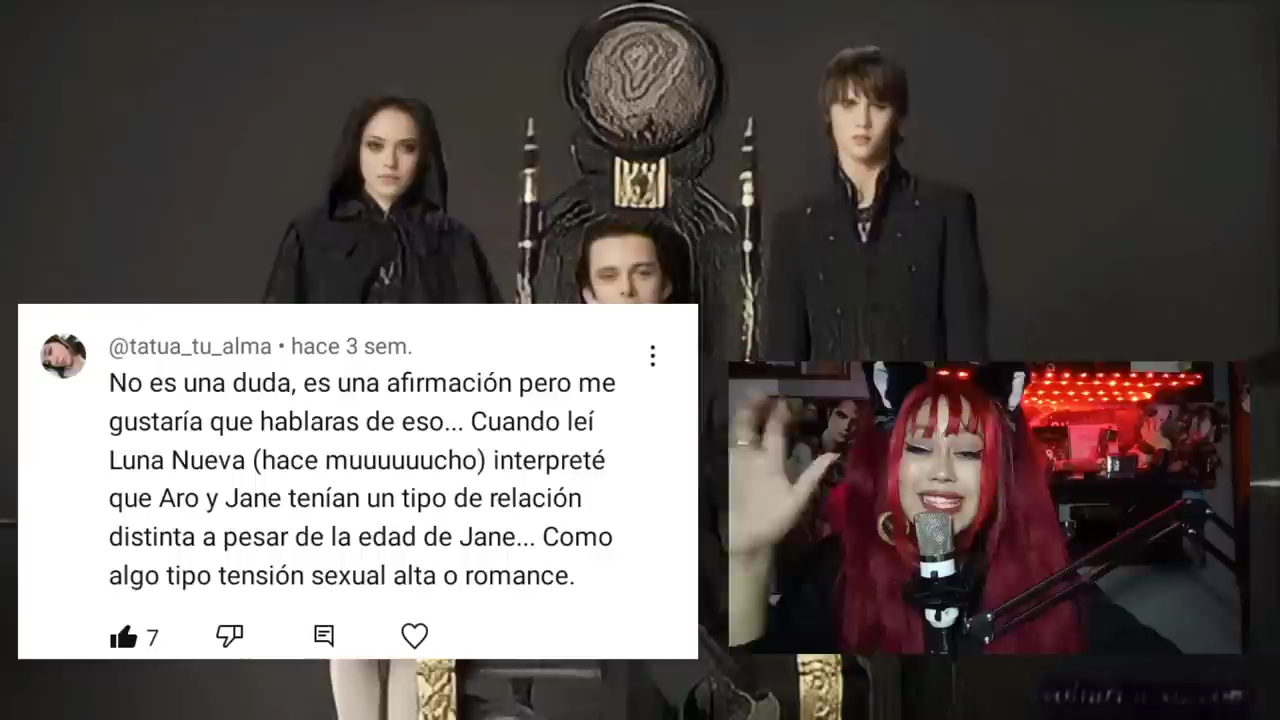 @tatua_tu_alma • hace 3 sem.
No es una duda, es una afirmación pero me
gustaría que hablaras de eso... Cuando leí
Luna Nueva (hace muuuuuucho) interpreté
que Aro y Jane tenían un tipo de relación
distinta a pesar de la edad de Jane... Como
algo tipo tensión sexual alta o romance.
7